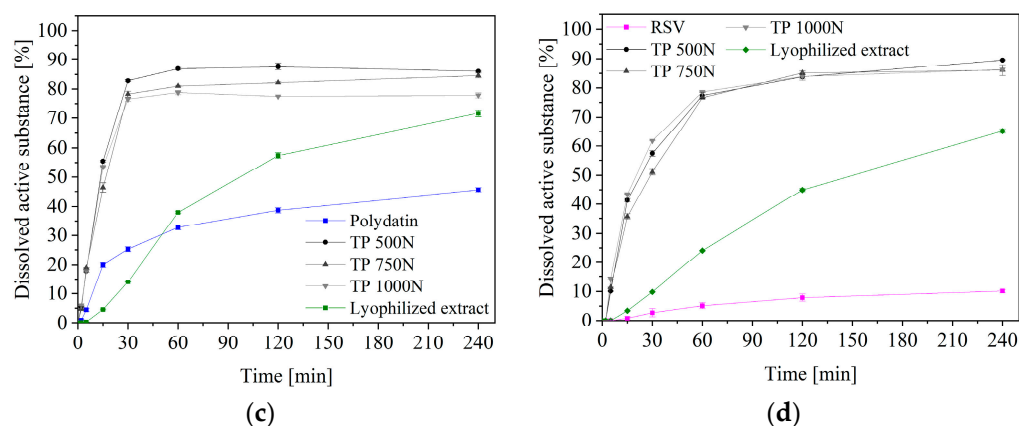 100
90
80
70
60
50
40
30
20
10
0
Dissolved active substance [%]
Polydatin
TP 500N
TP 750N
TP 1000N
Lyophilized extract
0 30 60 90 120 150 180 210 240
Time [min]
(c)
100
90
80
70
60
50
40
30
20
10
0
Dissolved active substance [%]
RSV
TP 500N
TP 750N
TP 1000N
Lyophilized extract
0 30 60 90 120 150 180 210 240
Time [min]
(d)